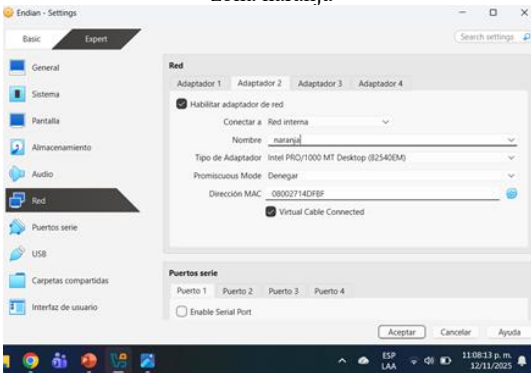 Endian - Settings
Basic Expert
Search settings
General
Sistema
Pantalla
Almacenamiento
Audio
Red
Puertos serie
USB
Carpetas compartidas
Interfaz de usuario
Red
Adaptador 1 Adaptador 2 Adaptador 3 Adaptador 4
Habilitar adaptador de red
Conectar a Red interna
Nombre naranja
Tipo de Adaptador Intel PRO/1000 MT Desktop (82540EM)
Promiscuous Mode Denegar
Dirección MAC 08002714DFBF
Virtual Cable Connected
Puertos serie
Puerto 1 Puerto 2 Puerto 3 Puerto 4
Enable Serial Port
Aceptar Cancelar Ayuda
ESP
LAA
11:08:13 p. m.
12/11/2025